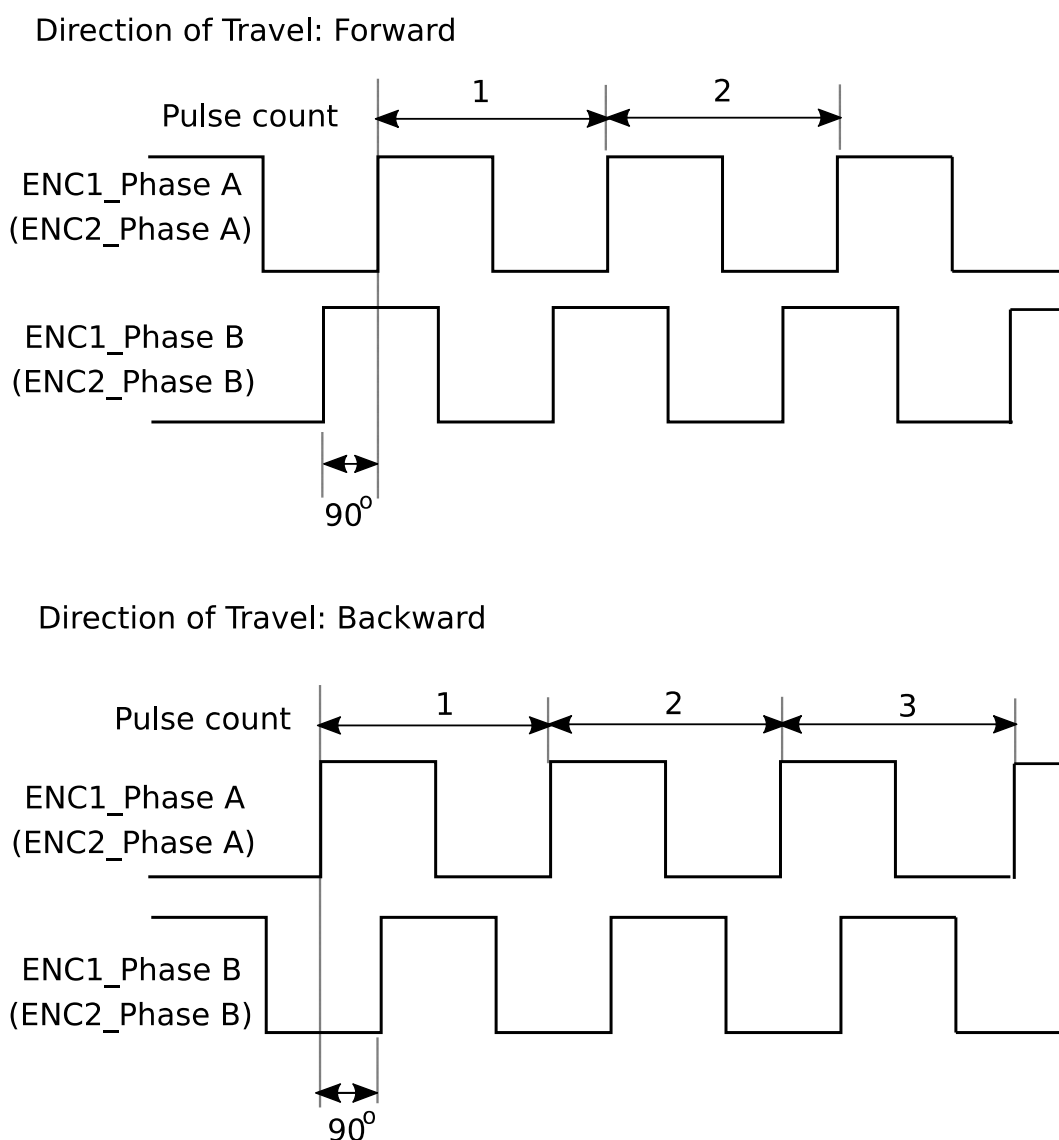 Direction of Travel: Forward
1
2
Pulse count
ENC1_Phase A
(ENC2_Phase A)
ENC1_Phase B
(ENC2_Phase B)
90°
Direction of Travel: Backward
1
2
3
Pulse count
ENC1_Phase A
(ENC2_Phase A)
ENC1_Phase B
(ENC2_Phase B)
90°